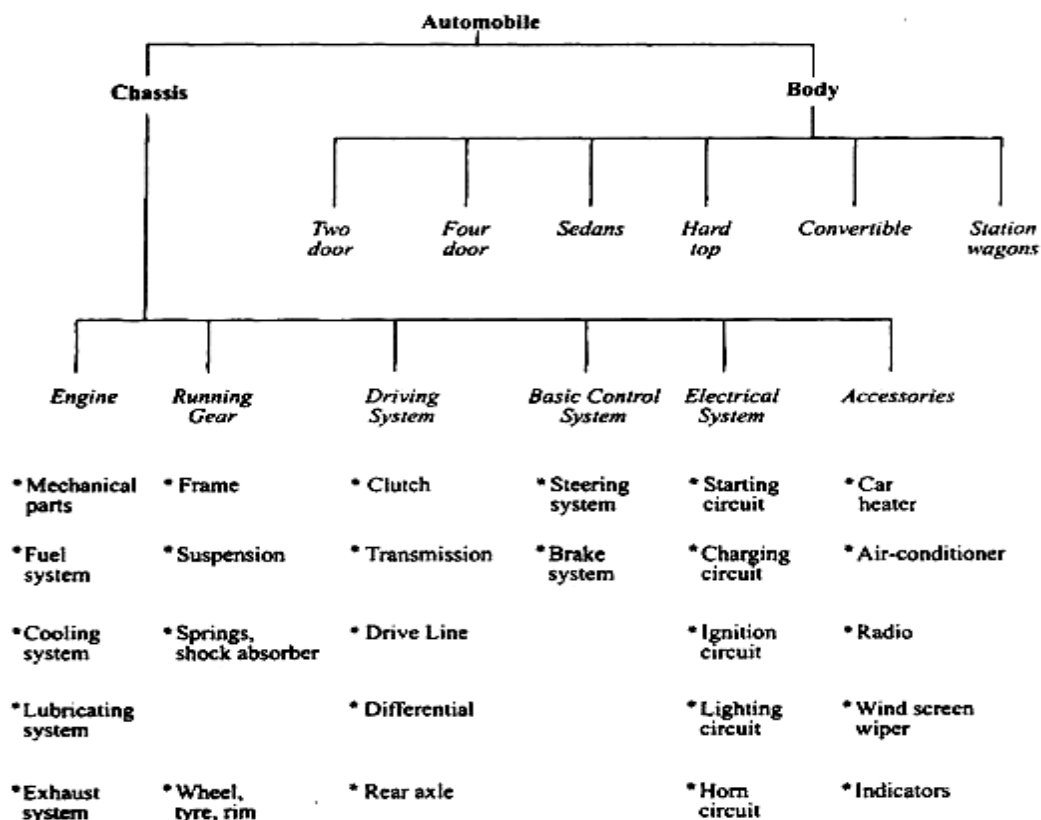 Automobile
Chassis
Body
Two
door
Four
door
Sedans
Hard
top
Convertible
Station
wagons
Engine
Running
Gear
Driving
System
Basic Control
System
Electrical
System
Accessories
* Mechanical
parts
* Frame
* Clutch
* Steering
system
* Starting
circuit
* Car
heater
* Fuel
system
* Suspension
* Transmission
* Brake
system
* Charging
circuit
* Air-conditioner
* Cooling
system
* Springs,
shock absorber
* Drive Line
* Ignition
circuit
* Radio
* Lubricating
system
* Differential
* Lighting
circuit
* Wind screen
wiper
* Exhaust
system
* Wheel,
tyre, rim
* Rear axle
* Horn
circuit
* Indicators